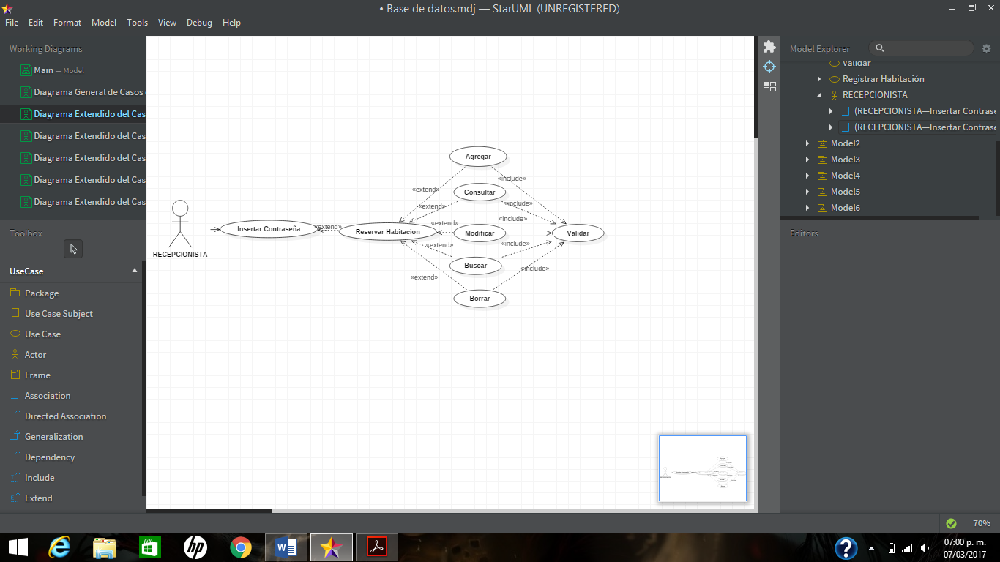 • Base de datos.mdj — StarUML (UNREGISTERED)
File Edit Format Model Tools View Debug Help
Working Diagrams
Main — Model
Diagrama General de Casos
Diagrama Extendido del Cas
Diagrama Extendido del Cas
Diagrama Extendido del Cas
Diagrama Extendido del Cas
Diagrama Extendido del Cas
Toolbox
UseCase
Package
Use Case Subject
Use Case
Actor
Frame
Association
Directed Association
Generalization
Dependency
Include
Extend
RECEPCIONISTA
Insertar Contraseña
«extend»
Reservar Habitacion
Agregar
«extend»
«include»
Consultar
«extend»
«include»
Modificar
«extend»
«include»
Buscar
«extend»
«include»
Borrar
«extend»
«include»
Validar
Model Explorer
Validar
Registrar Habitación
RECEPCIONISTA
(RECEPCIONISTA—Insertar Contrase
(RECEPCIONISTA—Insertar Contrase
Model2
Model3
Model4
Model5
Model6
Editors
70%
hp
W
?
07:00 p. m.
07/03/2017